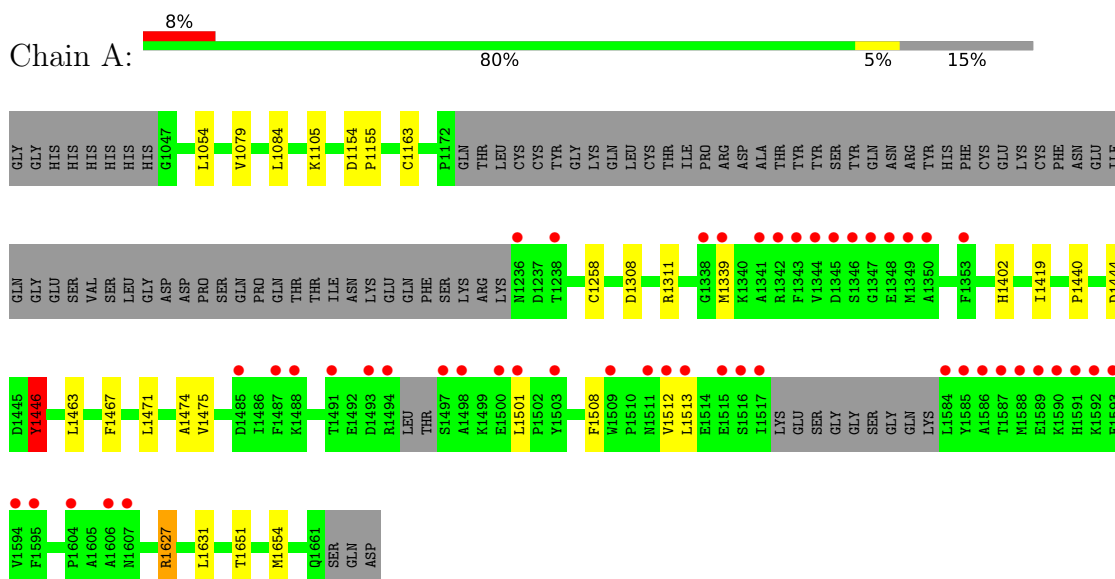 8%
Chain A:
80% 5% 15%
GLY GLY HIS HIS HIS HIS HIS HIS G1047 L1054 V1079 L1084 K1105 D1154 P1155 C1163 P1172 GLN THR LEU CYS CYS TYR GLY LYS GLN LEU CYS THR ILE PRO ARG ASP ALA THR TYR TYR SER TYR GLN ASN ARG TYR HIS PHE CYS GLU LYS CYS PHE ASN GLU ILE
GLN GLY GLU SER VAL SER LEU GLY ASP ASP PRO SER GLN PRO GLN THR THR ILE ASN LYS GLU GLN PHE SER LYS ARG LYS N1236 D1237 T1238 C1258 D1308 R1311 G1338 M1339 K1340 A1341 R1342 F1343 V1344 D1345 S1346 G1347 E1348 M1349 A1350 F1353 H1402 I1419 P1440 D1444
D1445 Y1446 L1463 F1467 L1471 A1474 V1475 D1485 I1486 F1487 K1488 T1491 E1492 D1493 R1494 LEU THR S1497 A1498 K1499 E1500 L1501 P1502 Y1503 F1508 W1509 P1510 N1511 V1512 L1513 E1514 E1515 S1516 I1517 LYS GLU SER GLY GLY SER GLY GLN LYS L1584 Y1585 A1586 T1587 M1588 E1589 K1590 H1591 K1592 E1593
V1594 F1595 P1604 A1605 A1606 N1607 R1627 L1631 T1651 M1654 Q1661 SER GLN ASP